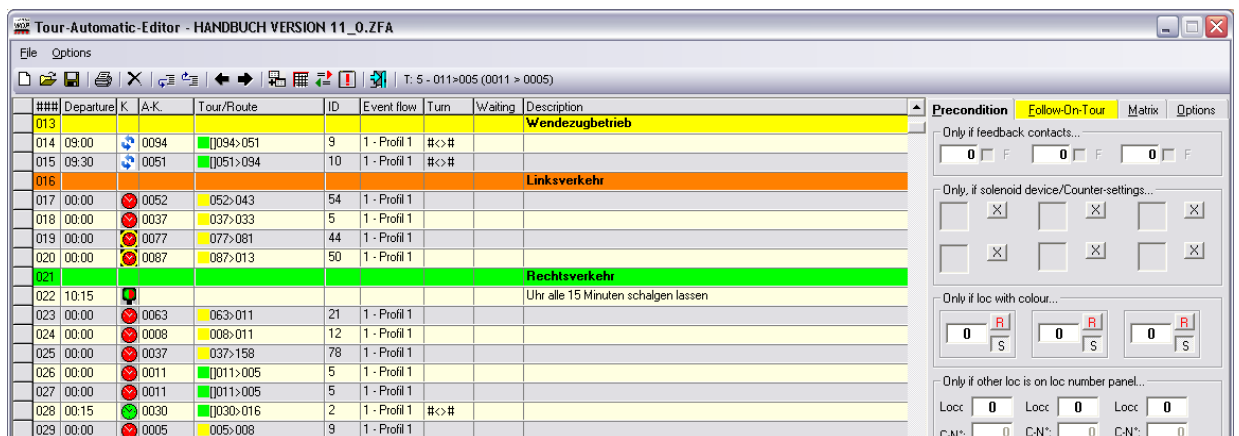 Tour-Automatic-Editor - HANDBUCH VERSION 11_0.ZFA
File Options
T: 5 - 011>005 (0011 > 0005)
### Departure K A-K. Tour/Route ID Event flow Turn Waiting Description
013 Wendezugbetrieb
014 09:00 0094 []094>051 9 1 - Profil 1 #<>#
015 09:30 0051 []051>094 10 1 - Profil 1 #<>#
016 Linksverkehr
017 00:00 0052 052>043 54 1 - Profil 1
018 00:00 0037 037>033 5 1 - Profil 1
019 00:00 0077 077>081 44 1 - Profil 1
020 00:00 0087 087>013 50 1 - Profil 1
021 Rechtsverkehr
022 10:15 Uhr alle 15 Minuten schalgen lassen
023 00:00 0063 063>011 21 1 - Profil 1
024 00:00 0008 008>011 12 1 - Profil 1
025 00:00 0037 037>158 78 1 - Profil 1
026 00:00 0011 []011>005 5 1 - Profil 1
027 00:00 0011 []011>005 5 1 - Profil 1
028 00:15 0030 []030>016 2 1 - Profil 1 #<>#
029 00:00 0005 005>008 9 1 - Profil 1
Precondition Follow-On-Tour Matrix Options
Only if feedback contacts...
0 F 0 F 0 F
Only, if solenoid device/Counter-settings...
X X X
X X X
Only if loc with colour...
0 R S 0 R S 0 R S
Only if other loc is on loc number panel...
Locc 0 Locc 0 Locc 0
C-N°: 0 C-N°: 0 C-N°: 0